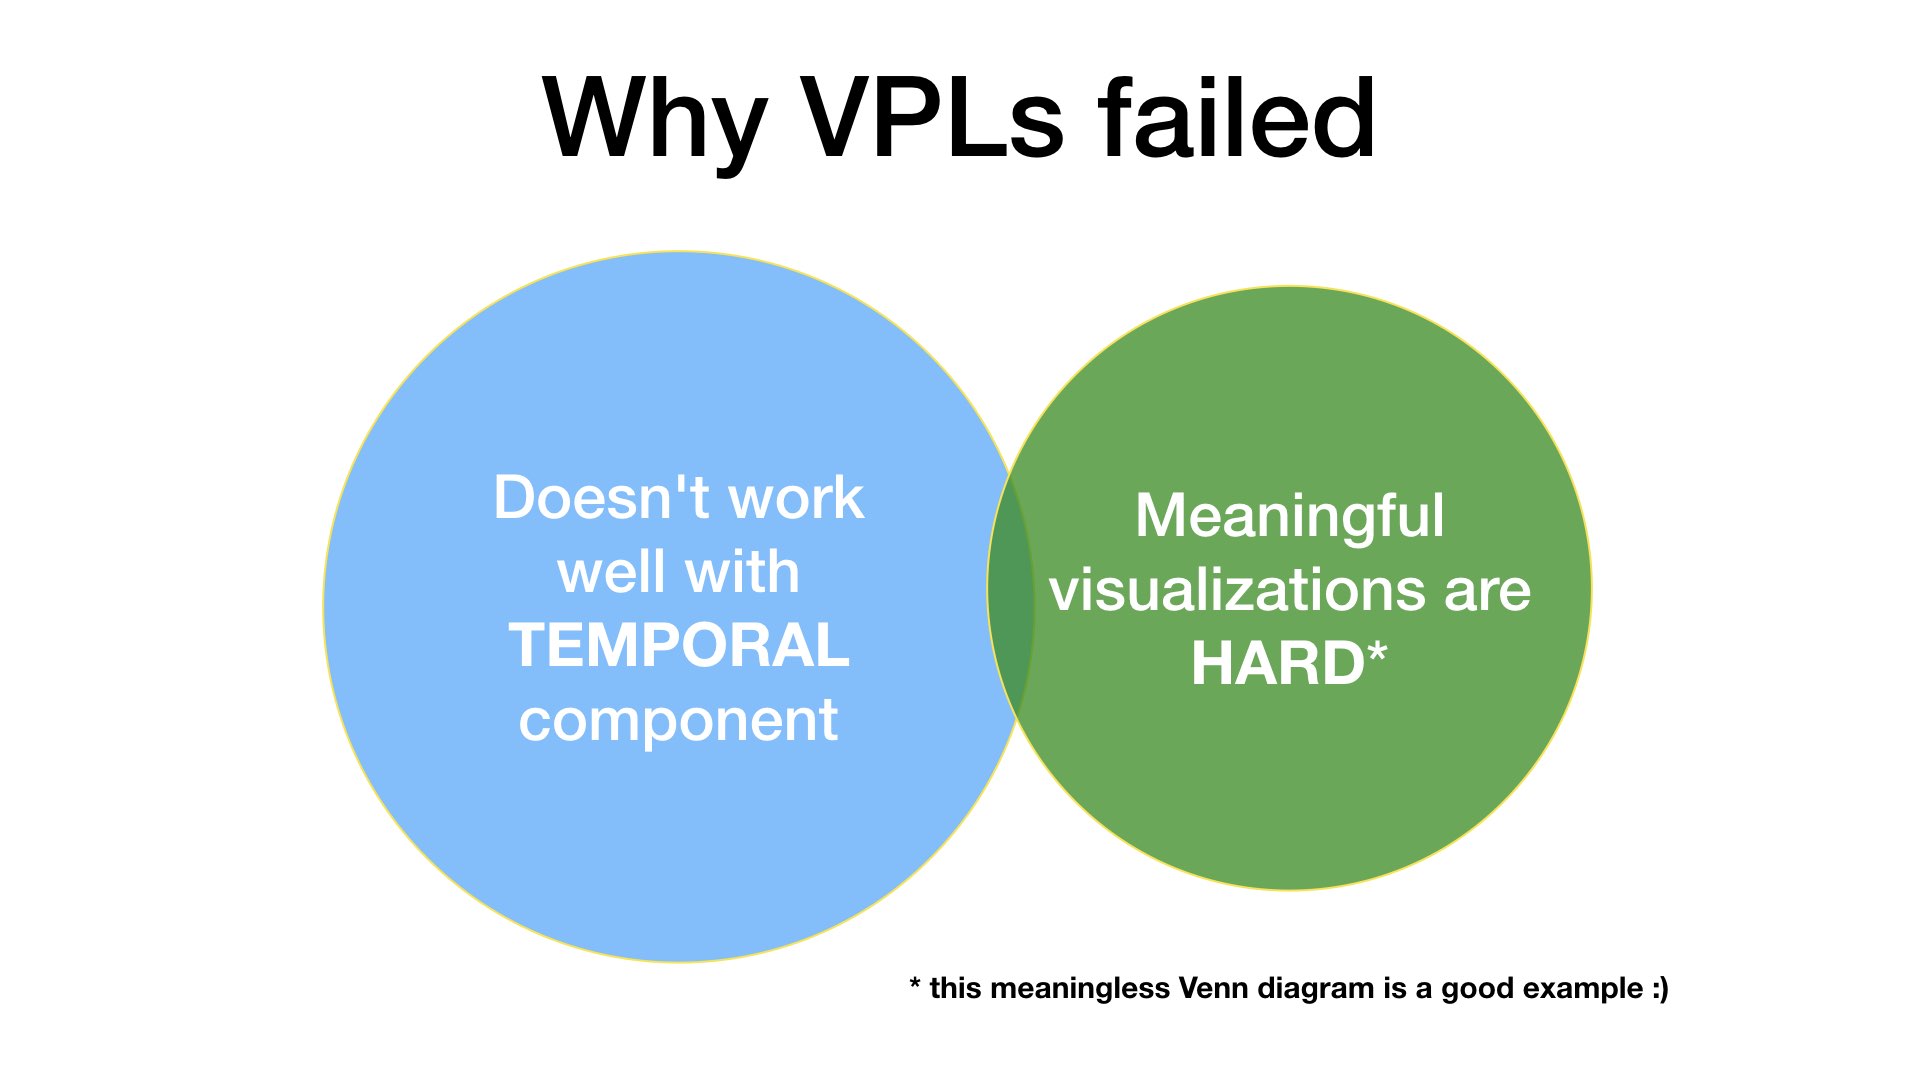 Why VPLs failed
Doesn't work
well with
TEMPORAL
component
Meaningful
visualizations are
HARD*
* this meaningless Venn diagram is a good example :)